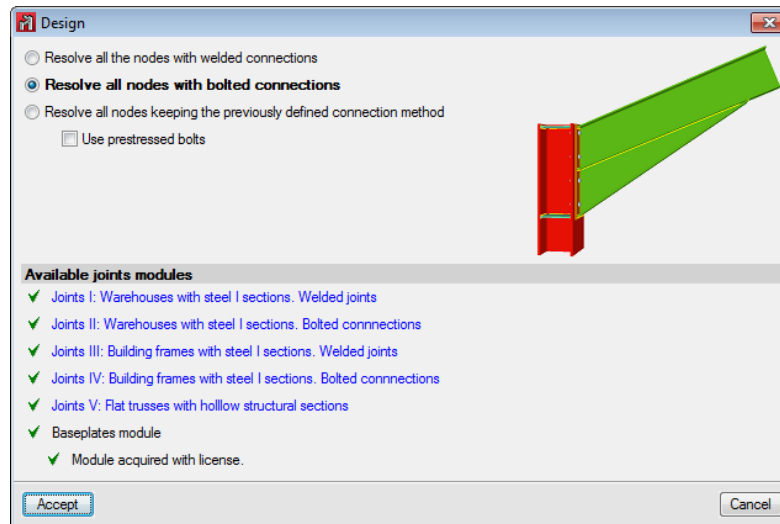 Design
Resolve all the nodes with welded connections
Resolve all nodes with bolted connections
Resolve all nodes keeping the previously defined connection method
Use prestressed bolts
Available joints modules
Joints I: Warehouses with steel I sections. Welded joints
Joints II: Warehouses with steel I sections. Bolted connnections
Joints III: Building frames with steel I sections. Welded joints
Joints IV: Building frames with steel I sections. Bolted connnections
Joints V: Flat trusses with holllow structural sections
Baseplates module
Module acquired with license.
Accept
Cancel